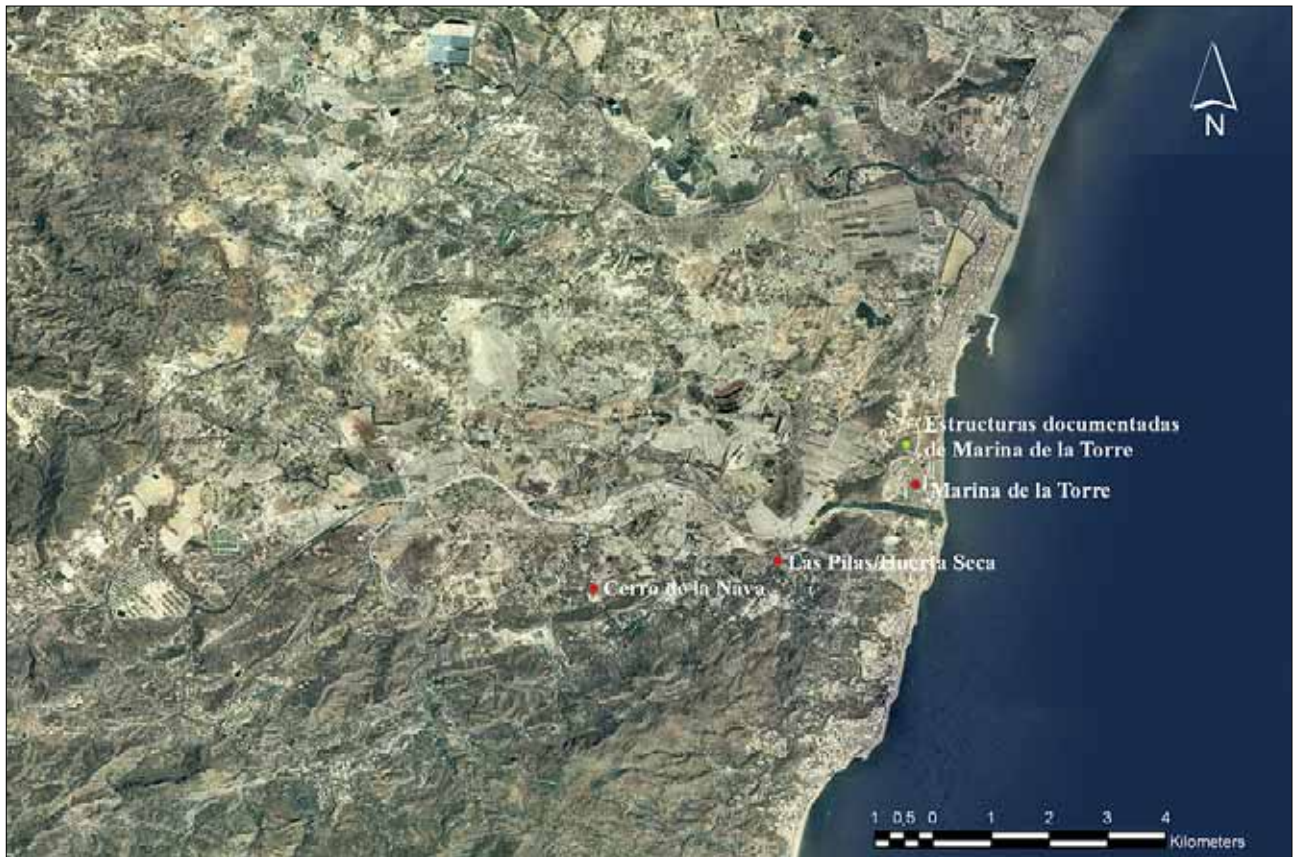 N
Estructuras documentadas
de Marina de la Torre
Marina de la Torre
Las Pilas/Huerta Seca
Cerro de la Nava
1 0,5 0 1 2 3 4
Kilometers